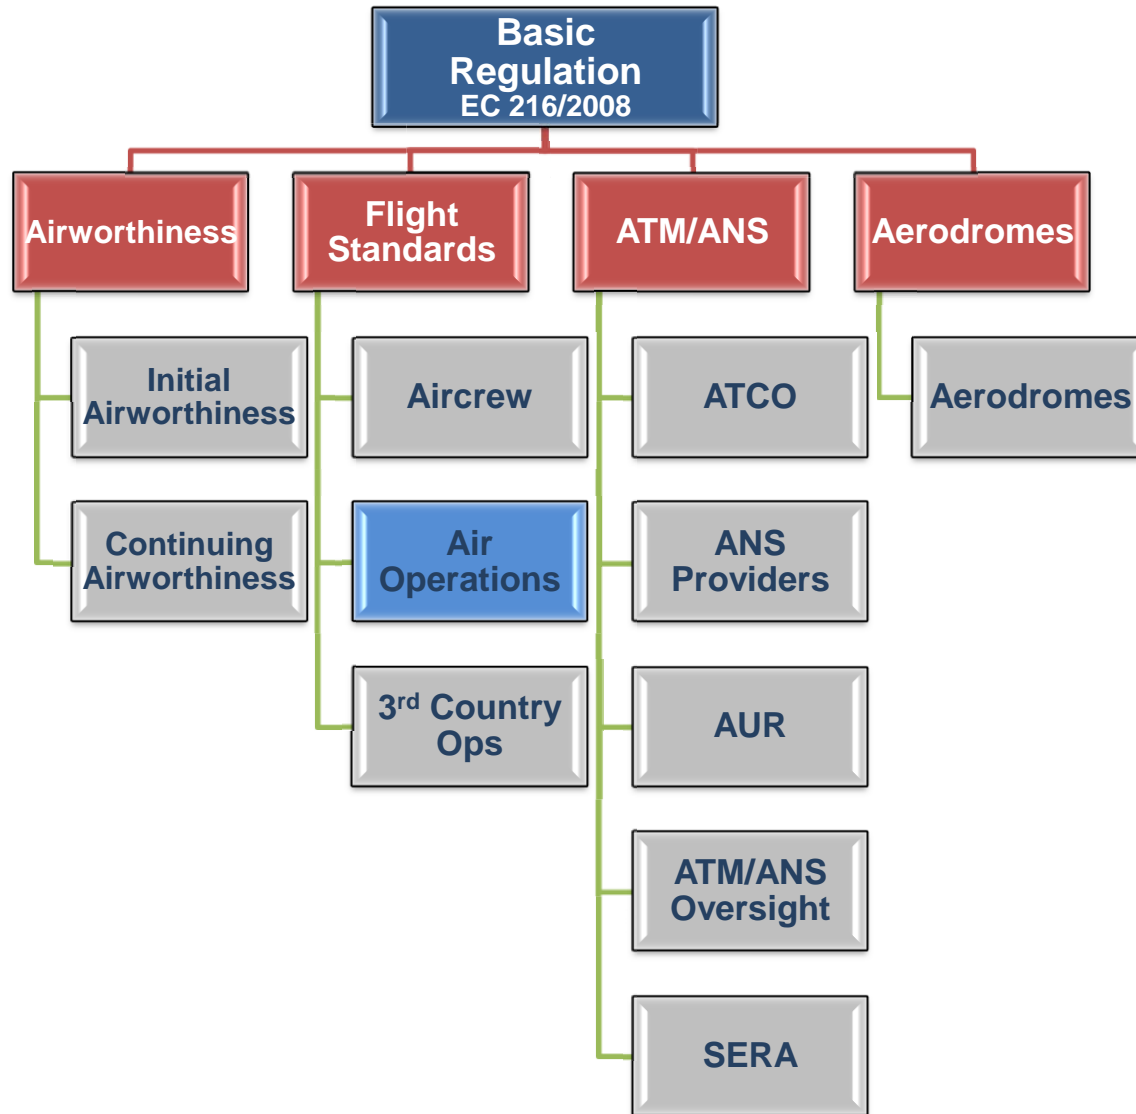 Basic
Regulation
EC 216/2008
Airworthiness
Flight
Standards
ATM/ANS
Aerodromes
Initial
Airworthiness
Aircrew
ATCO
Aerodromes
Continuing
Airworthiness
Air
Operations
ANS
Providers
3rd Country
Ops
AUR
ATM/ANS
Oversight
SERA